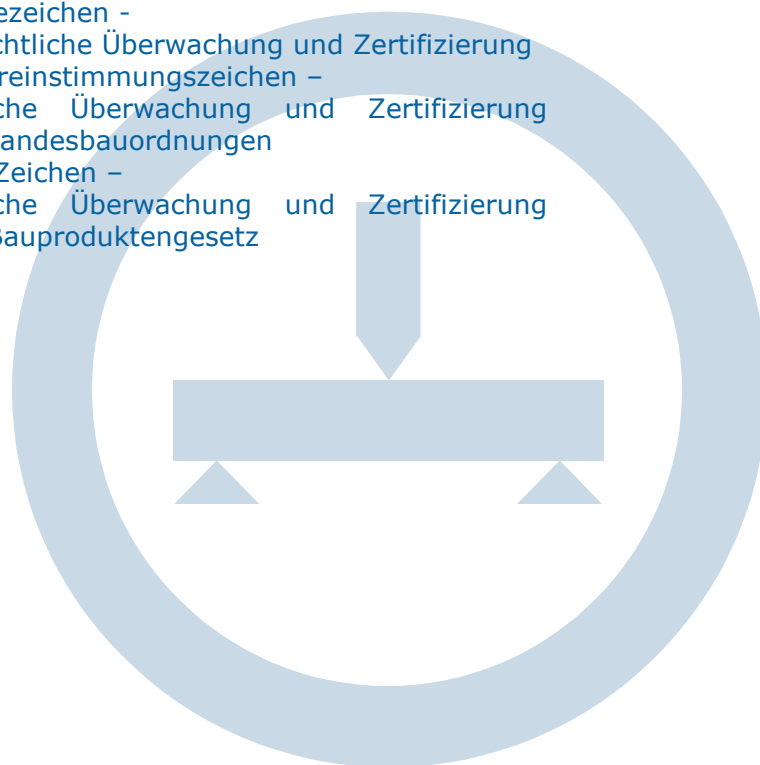 ezeichen -
chtliche Überwachung und Zertifizierung
reinstimmungszeichen –
che Überwachung und Zertifizierung
andesbauordnungen
Zeichen –
che Überwachung und Zertifizierung
Bauproduktengesetz